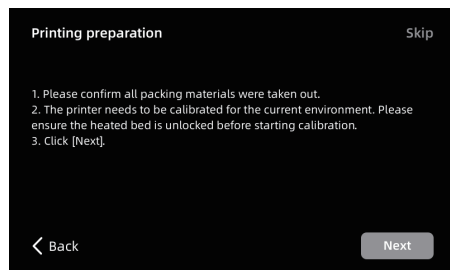 Printing preparation
Skip
1. Please confirm all packing materials were taken out.
2. The printer needs to be calibrated for the current environment. Please
ensure the heated bed is unlocked before starting calibration.
3. Click [Next].
Back
Next